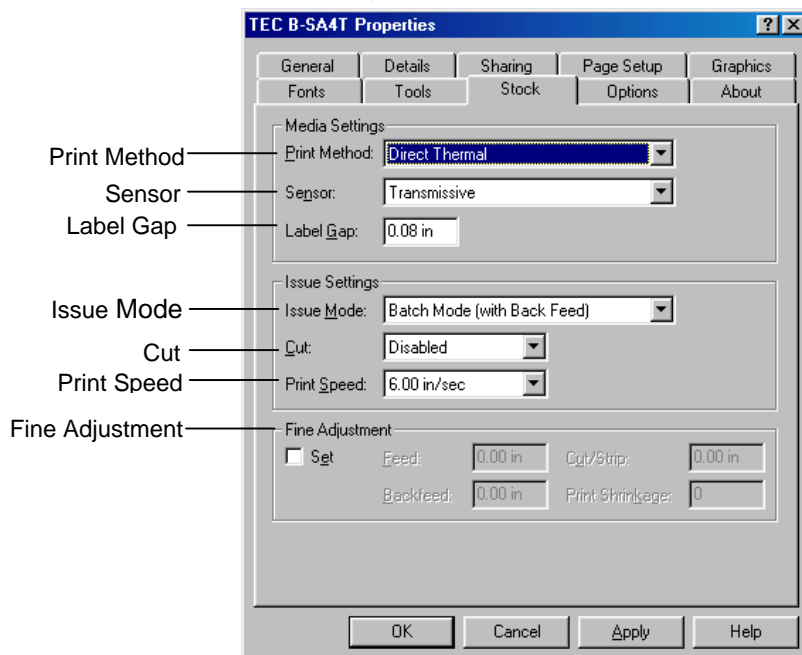 TEC B-SA4T Properties
General Details Sharing Page Setup Graphics
Fonts Tools Stock Options About
Media Settings
Print Method Print Method: Direct Thermal
Sensor Sensor: Transmissive
Label Gap Label Gap: 0.08 in
Issue Settings
Issue Mode Issue Mode: Batch Mode (with Back Feed)
Cut Cut: Disabled
Print Speed Print Speed: 6.00 in/sec
Fine Adjustment Fine Adjustment
Set Feed: 0.00 in Cut/Strip: 0.00 in
Backfeed: 0.00 in Print Shrinkage: 0
OK Cancel Apply Help